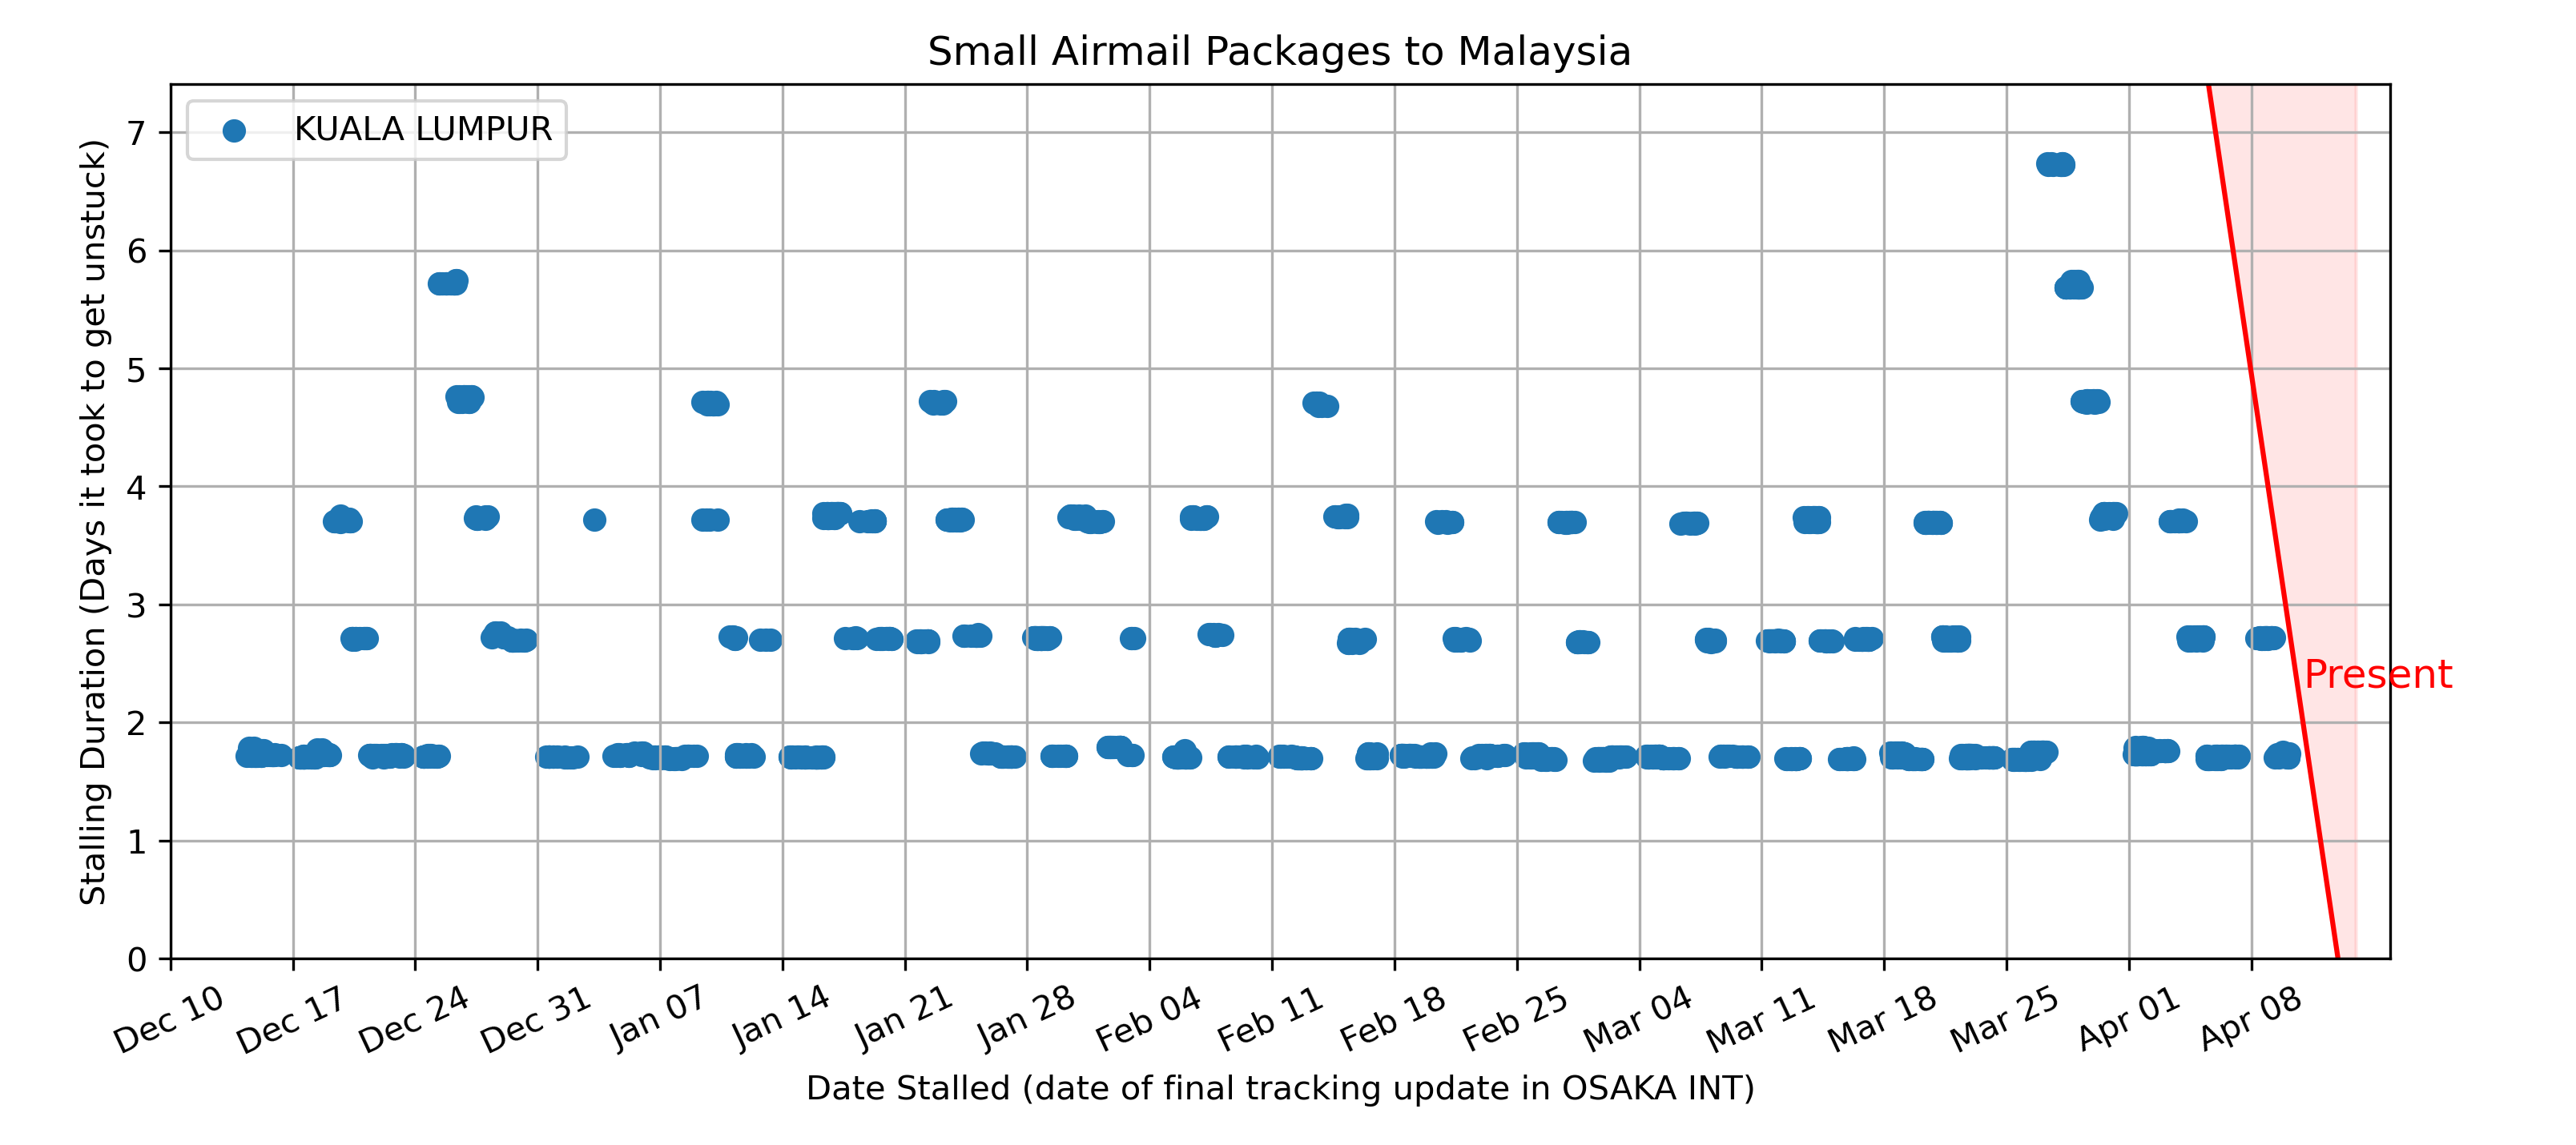 Small Airmail Packages to Malaysia
KUALA LUMPUR
Stalling Duration (Days it took to get unstuck)
7
6
5
4
3
2
1
0
Present
Dec 10
Dec 17
Dec 24
Dec 31
Jan 07
Jan 14
Jan 21
Jan 28
Feb 04
Feb 11
Feb 18
Feb 25
Mar 04
Mar 11
Mar 18
Mar 25
Apr 01
Apr 08
Date Stalled (date of final tracking update in OSAKA INT)